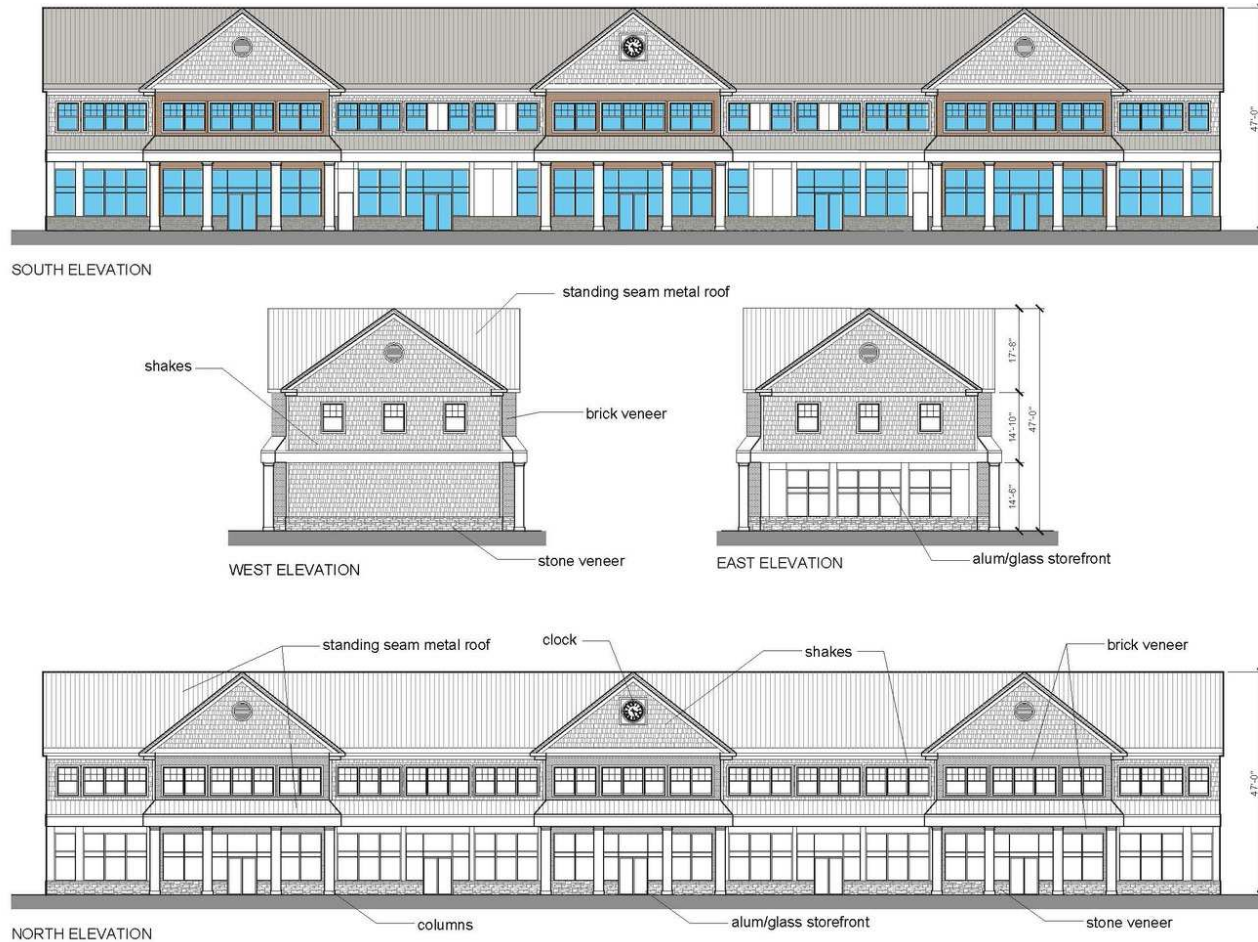 47'-0"
SOUTH ELEVATION
standing seam metal roof
shakes
brick veneer
stone veneer
WEST ELEVATION
17'-8"
14'-10"
47'-0"
14'-6"
alum/glass storefront
EAST ELEVATION
standing seam metal roof
clock
shakes
brick veneer
47'-0"
columns
alum/glass storefront
stone veneer
NORTH ELEVATION